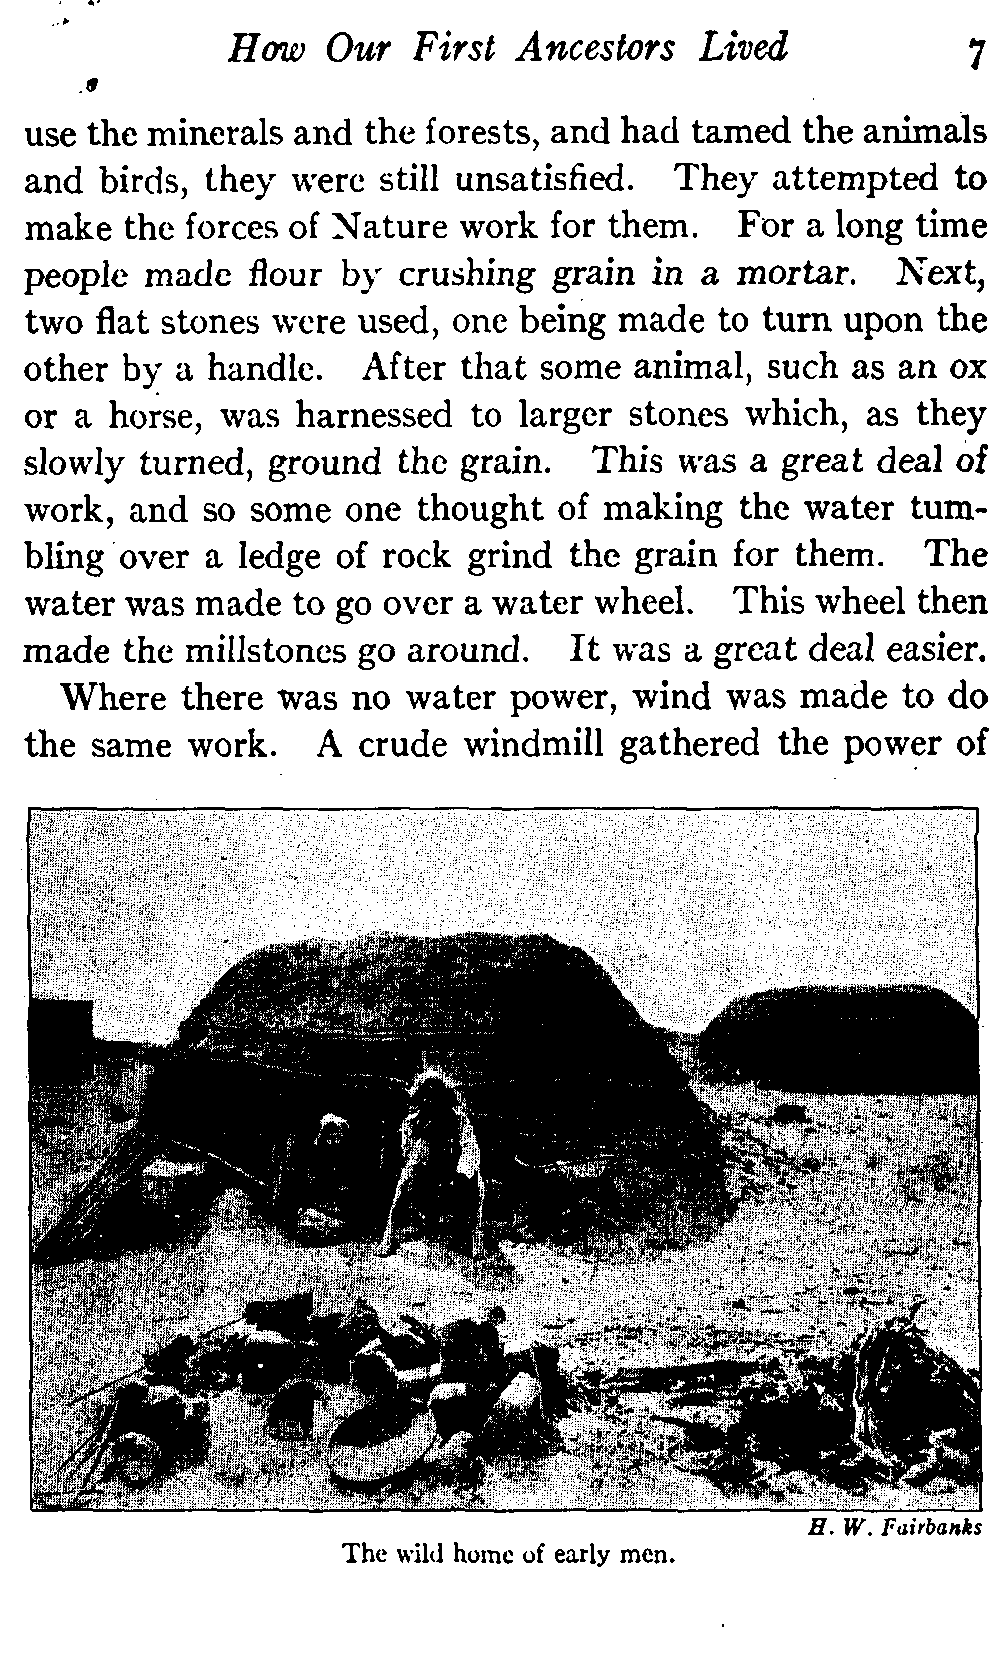 How Our First Ancestors Lived 7
use the minerals and the forests, and had tamed the animals
and birds, they were still unsatisfied. They attempted to
make the forces of Nature work for them. For a long time
people made flour by crushing grain in a mortar. Next,
two flat stones were used, one being made to turn upon the
other by a handle. After that some animal, such as an ox
or a horse, was harnessed to larger stones which, as they
slowly turned, ground the grain. This was a great deal of
work, and so some one thought of making the water tum-
bling over a ledge of rock grind the grain for them. The
water was made to go over a water wheel. This wheel then
made the millstones go around. It was a great deal easier.
Where there was no water power, wind was made to do
the same work. A crude windmill gathered the power of
H. W. Fairbanks
The wild home of early men.